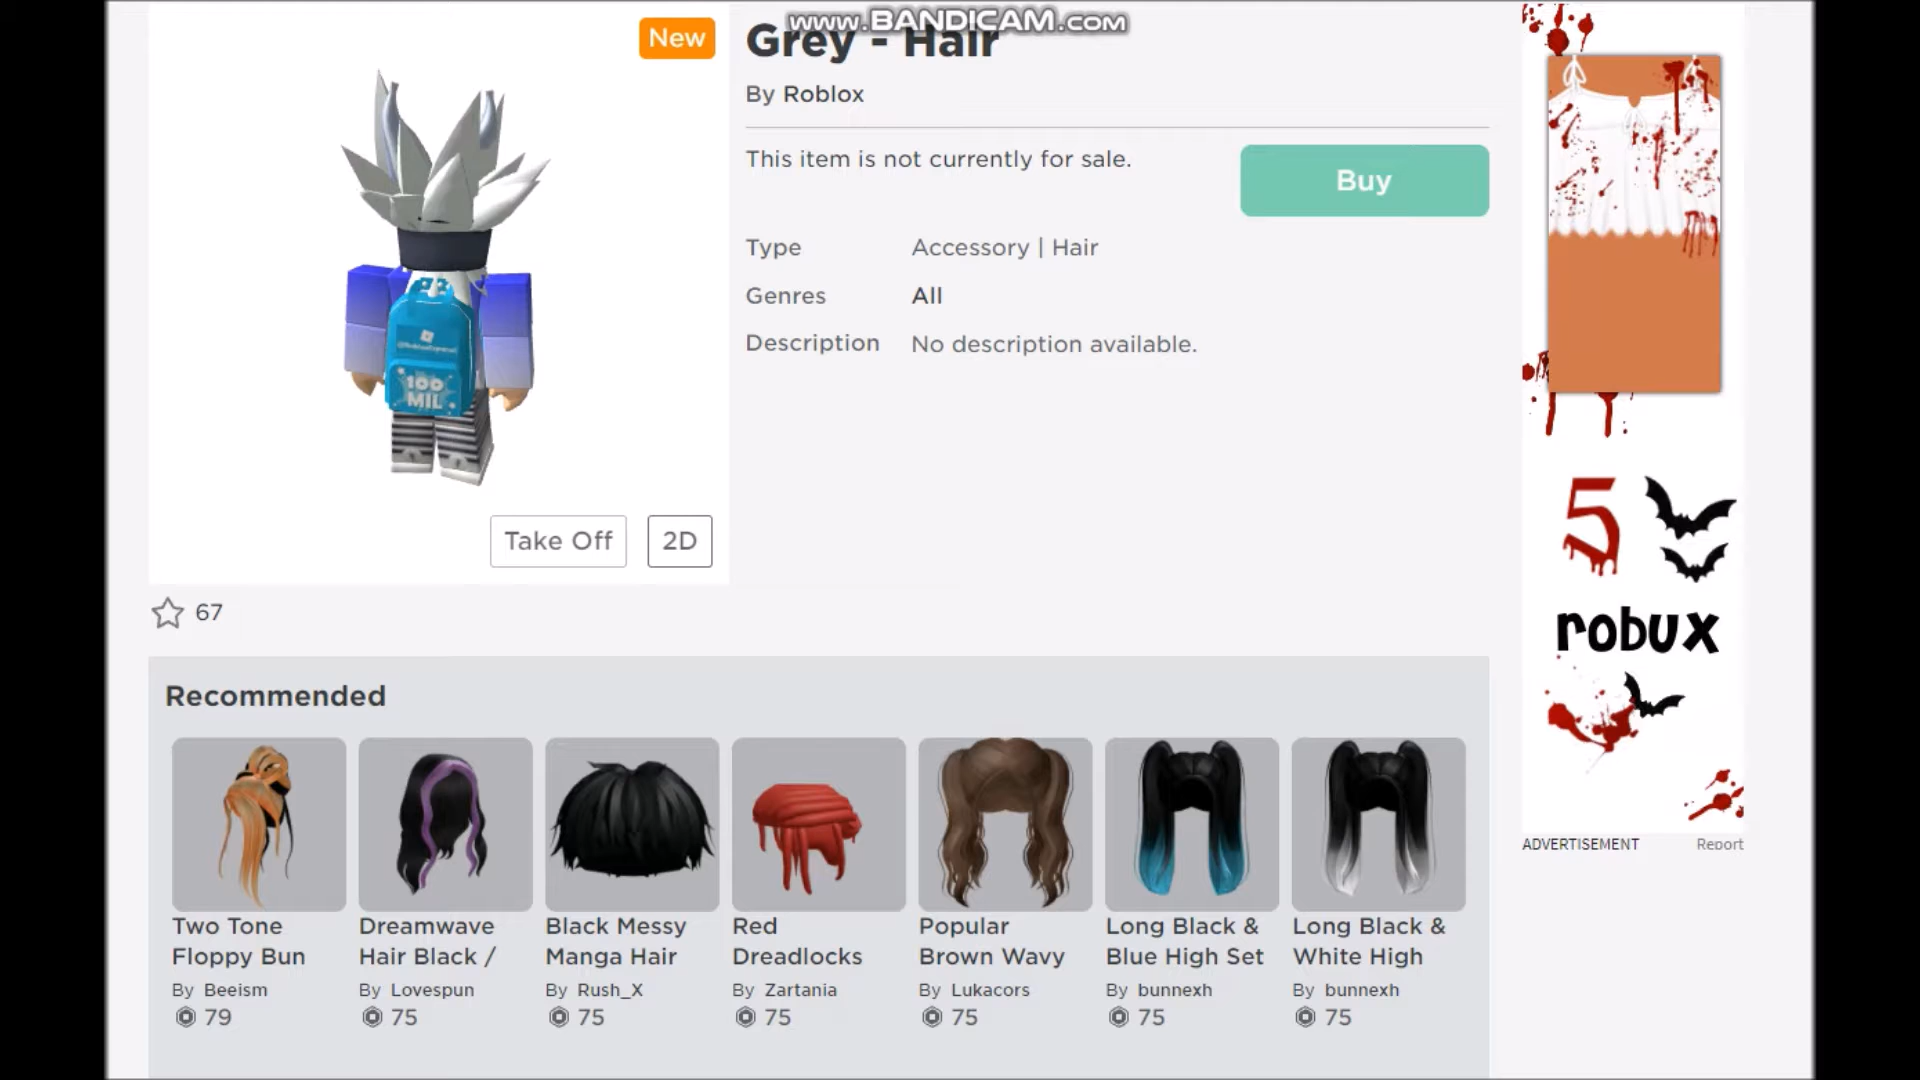 www.BANDICAM.com
New
Grey - Hair
By Roblox
This item is not currently for sale.
Buy
Type Accessory | Hair
Genres All
Description No description available.
100
MIL
Take Off
2D
67
5
robux
ADVERTISEMENT Report
Recommended
Two Tone
Floppy Bun
By Beeism
79
Dreamwave
Hair Black /
By Lovespun
75
Black Messy
Manga Hair
By Rush_X
75
Red
Dreadlocks
By Zartania
75
Popular
Brown Wavy
By Lukacors
75
Long Black &
Blue High Set
By bunnexh
75
Long Black &
White High
By bunnexh
75